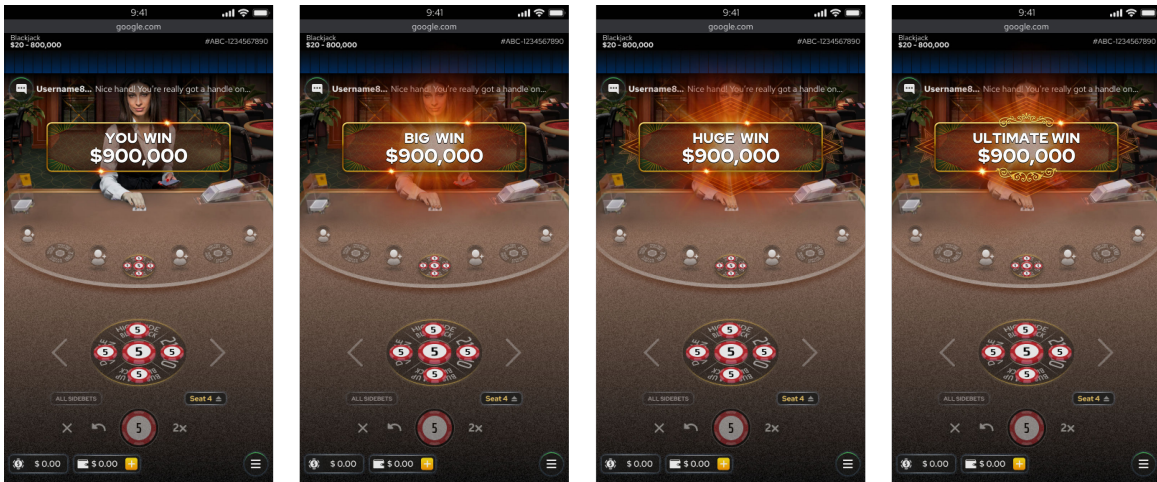 9:41
google.com
Blackjack
$20 - 800,000
#ABC-1234567890
Username8... Nice hand! You're really got a handle on...
YOU WIN
$900,000
5
5 5 5
5
ALL SIDEBETS
Seat 4
5
2x
$ 0.00
$ 0.00
9:41
google.com
Blackjack
$20 - 800,000
#ABC-1234567890
Username8... Nice hand! You're really got a handle on...
BIG WIN
$900,000
5
5 5 5
5
ALL SIDEBETS
Seat 4
5
2x
$ 0.00
$ 0.00
9:41
google.com
Blackjack
$20 - 800,000
#ABC-1234567890
Username8... Nice hand! You're really got a handle on...
HUGE WIN
$900,000
5
5 5 5
5
ALL SIDEBETS
Seat 4
5
2x
$ 0.00
$ 0.00
9:41
google.com
Blackjack
$20 - 800,000
#ABC-1234567890
Username8... Nice hand! You're really got a handle on...
ULTIMATE WIN
$900,000
5
5 5 5
5
ALL SIDEBETS
Seat 4
5
2x
$ 0.00
$ 0.00